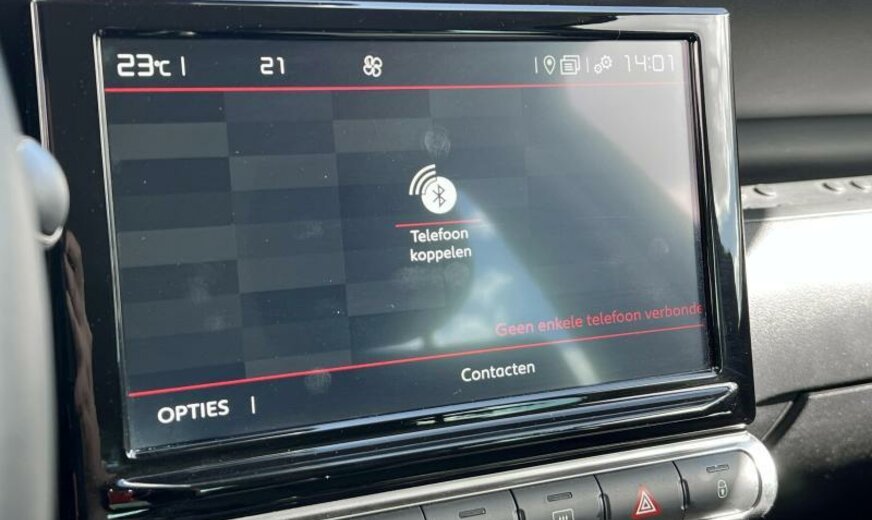 23°C 21 14:01
Telefoon
koppelen
Geen enkele telefoon verbonde
Contacten
OPTIES